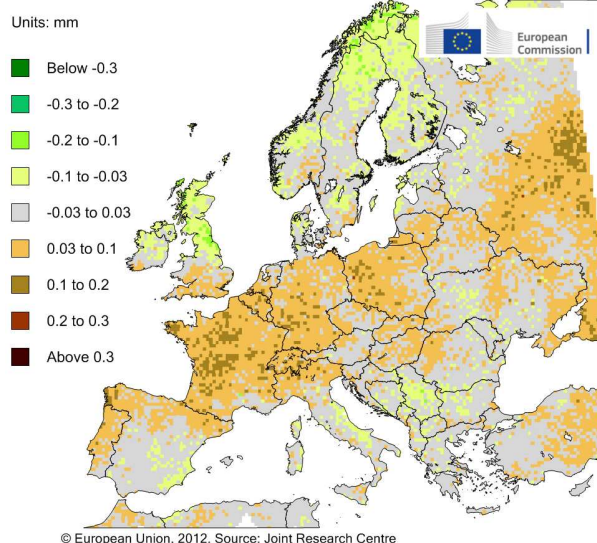 Units: mm
Below -0.3
-0.3 to -0.2
-0.2 to -0.1
-0.1 to -0.03
-0.03 to 0.03
0.03 to 0.1
0.1 to 0.2
0.2 to 0.3
Above 0.3
European
Commission
© European Union, 2012. Source: Joint Research Centre